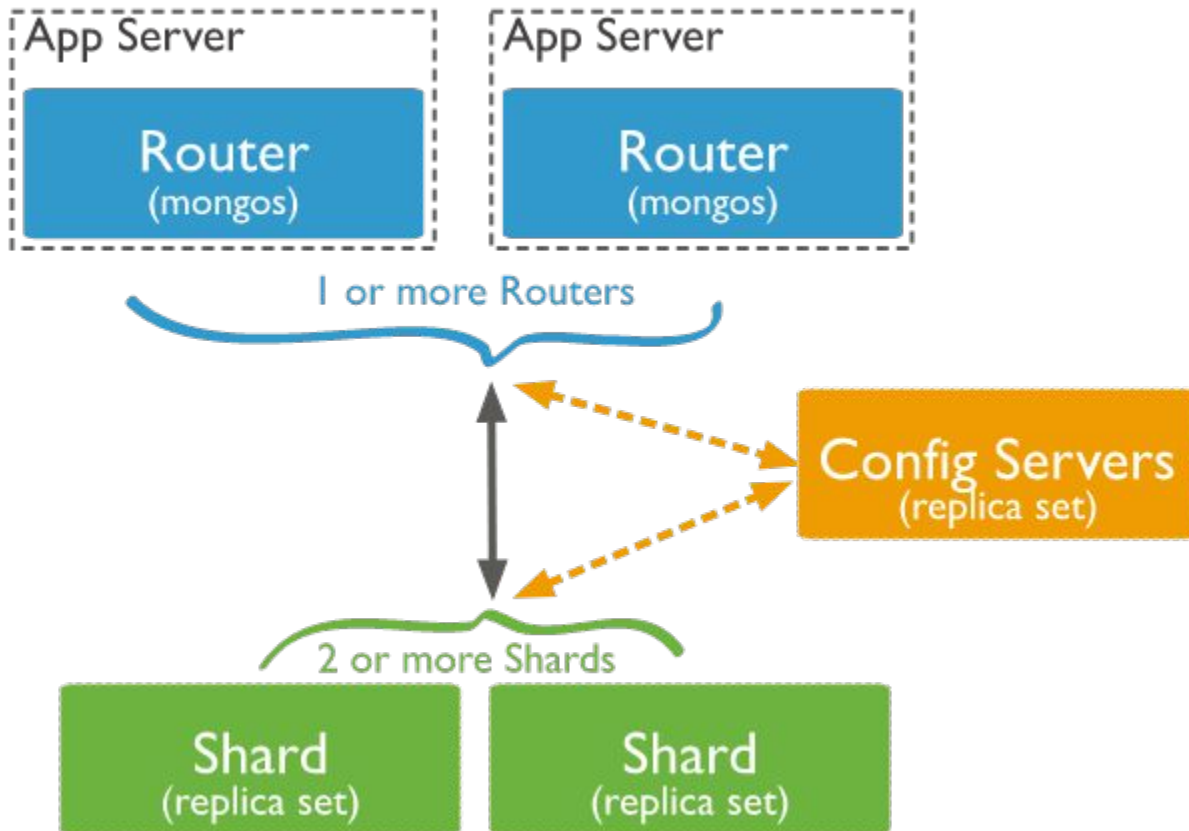 App Server
App Server
Router
(mongos)
Router
(mongos)
1 or more Routers
Config Servers
(replica set)
2 or more Shards
Shard
(replica set)
Shard
(replica set)